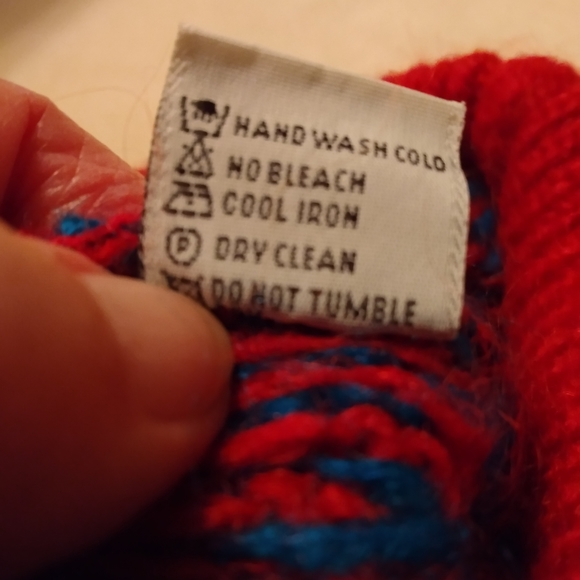 HAND WASH COLD
NO BLEACH
COOL IRON
P DRY CLEAN
DO NOT TUMBLE